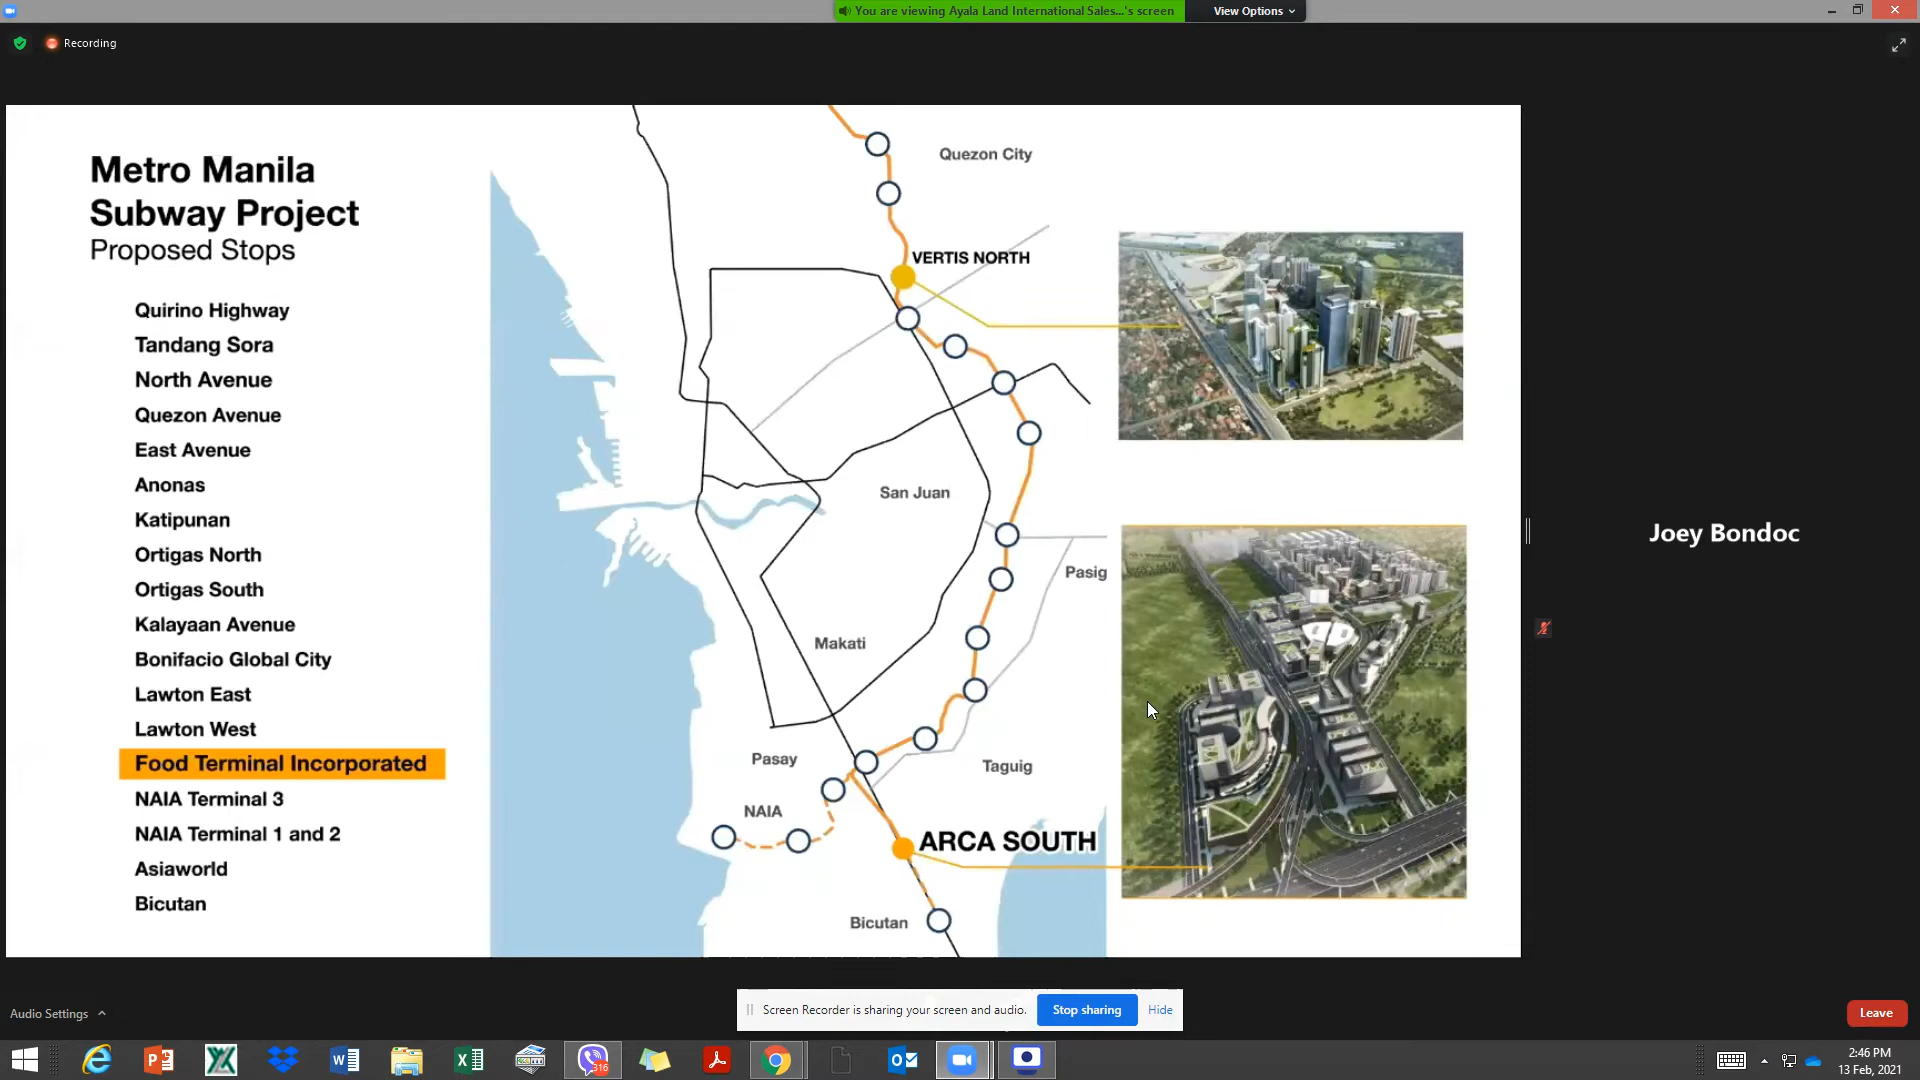 You are viewing Ayala Land International Sales...'s screen
View Options
Recording
Metro Manila
Subway Project
Proposed Stops
Quirino Highway
Tandang Sora
North Avenue
Quezon Avenue
East Avenue
Anonas
Katipunan
Ortigas North
Ortigas South
Kalayaan Avenue
Bonifacio Global City
Lawton East
Lawton West
Food Terminal Incorporated
NAIA Terminal 3
NAIA Terminal 1 and 2
Asiaworld
Bicutan
Quezon City
VERTIS NORTH
San Juan
Pasig
Makati
Pasay
Taguig
NAIA
ARCA SOUTH
Bicutan
Joey Bondoc
Screen Recorder is sharing your screen and audio.
Stop sharing
Hide
Audio Settings
Leave
316
2:46 PM
13 Feb, 2021